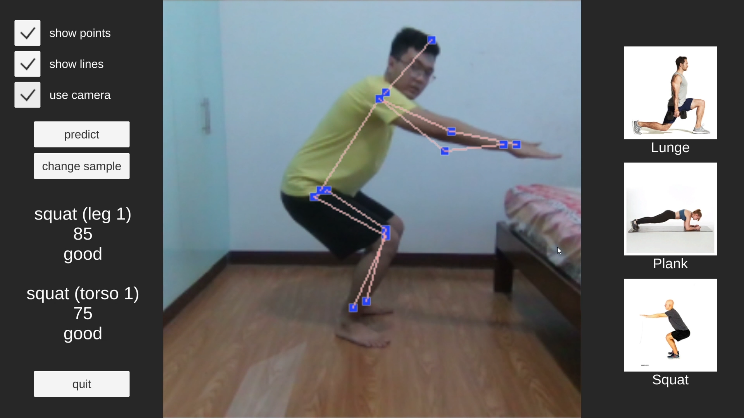 show points
show lines
use camera
predict
change sample
squat (leg 1)
85
good
squat (torso 1)
75
good
quit
Lunge
Plank
Squat